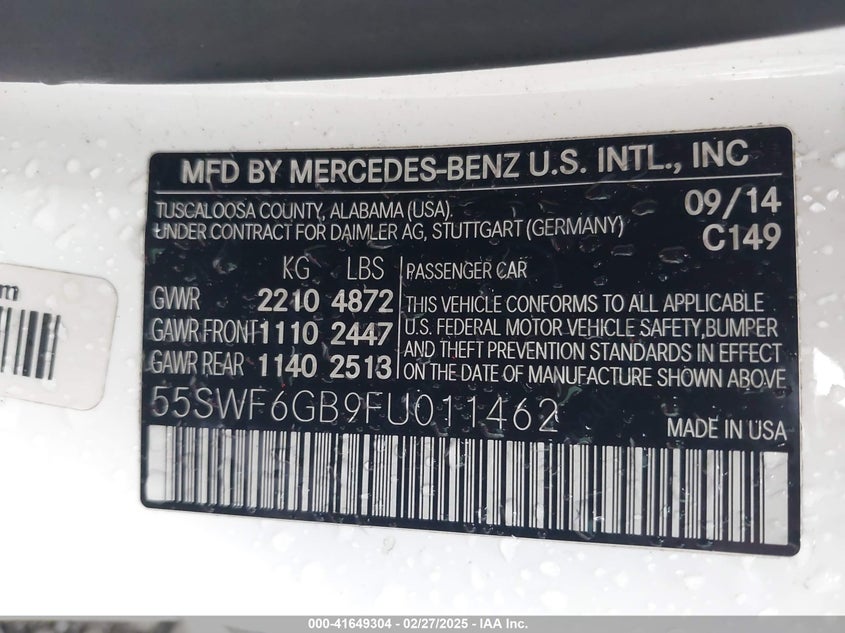 MFD BY MERCEDES-BENZ U.S. INTL., INC
TUSCALOOSA COUNTY, ALABAMA (USA).
UNDER CONTRACT FOR DAIMLER AG, STUTTGART (GERMANY)
09/14
C149
KG LBS
GVWR 2210 4872
GAWR FRONT 1110 2447
GAWR REAR 1140 2513
PASSENGER CAR
THIS VEHICLE CONFORMS TO ALL APPLICABLE
U.S. FEDERAL MOTOR VEHICLE SAFETY,BUMPER
AND THEFT PREVENTION STANDARDS IN EFFECT
ON THE DATE OF MANUFACTURE SHOWN ABOVE.
55SWF6GB9FU011462
MADE IN USA
000-41649304 | 02/27/2025 - IAA Inc.